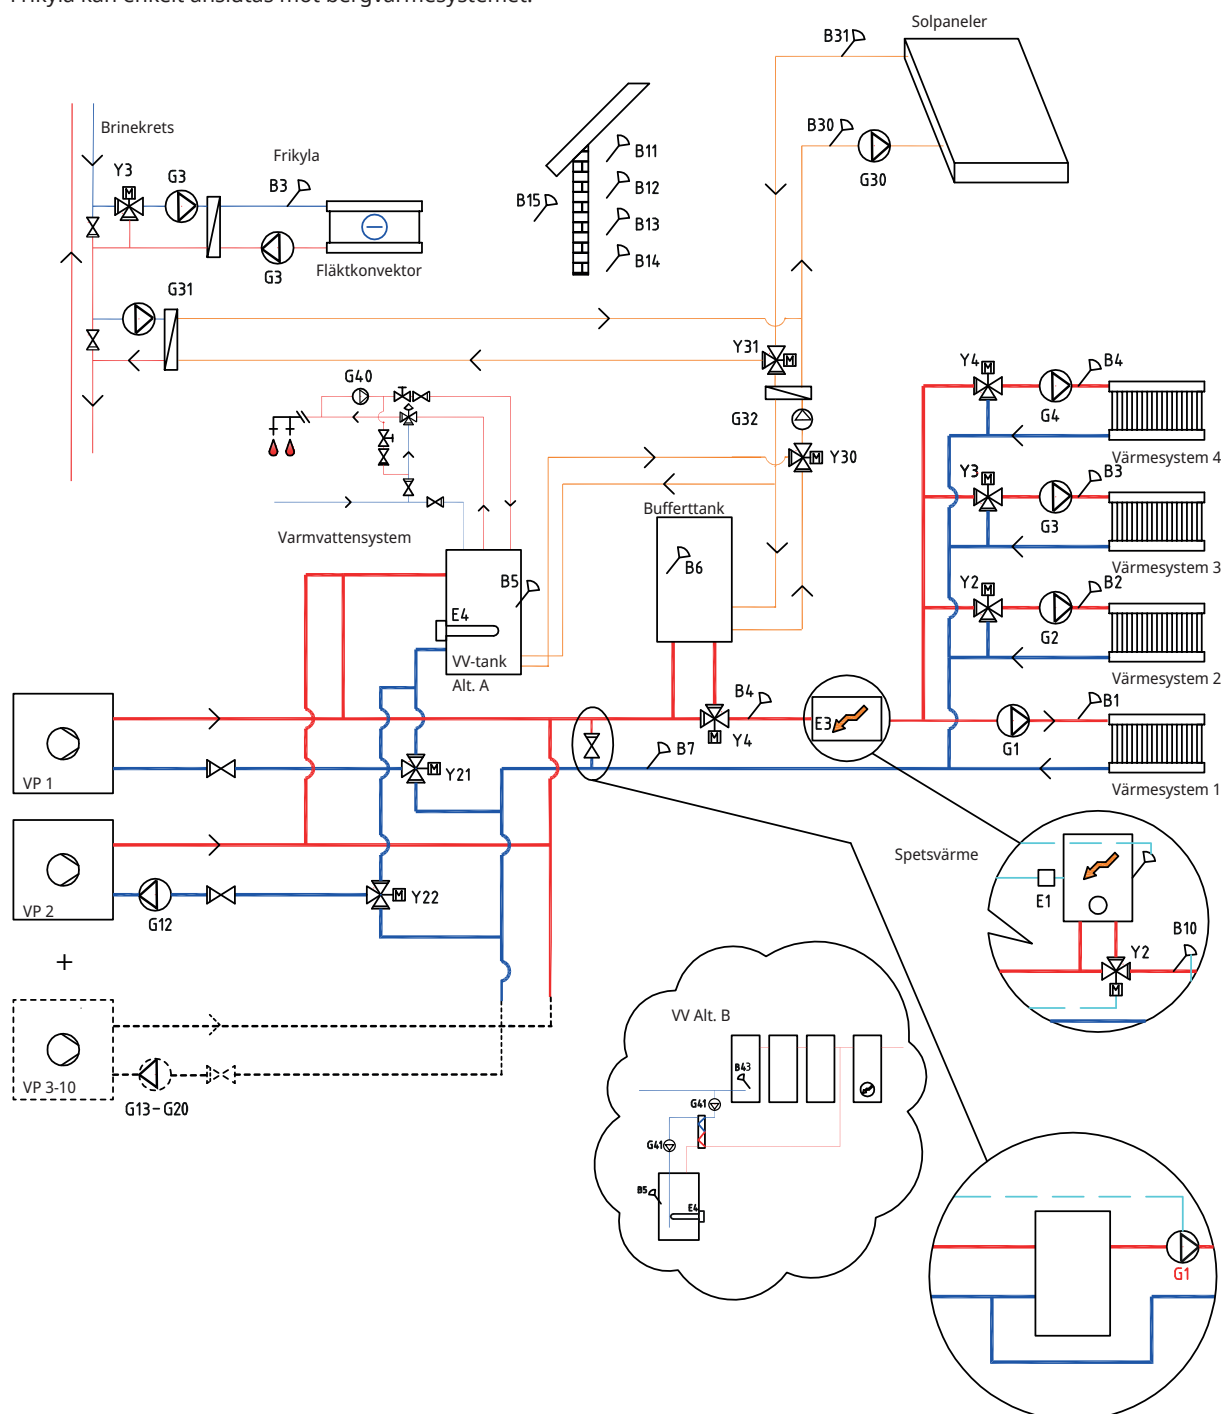 Frikyla kan enkelt anslutas mot bergvärmesystemet.
Solpaneler
B31
B30
G30
Brinekrets
Y3
G3
Frikyla
B3
G3
Fläktkonvektor
B11
B12
B15
B13
B14
G31
Y31
G32
Y30
G40
Varmvattensystem
B5
E4
VV-tank
Alt. A
Bufferttank
B6
Y4
B4
G4
Värmesystem 4
Y3
B3
G3
Värmesystem 3
Y2
B2
G2
Värmesystem 2
B1
G1
Värmesystem 1
B4
Y4
E3
B7
VP 1
Y21
VP 2
G12
Y22
+
VP 3-10
G13-G20
Spetsvärme
E1
B10
Y2
VV Alt. B
B43
G41
G41
B5
E4
G1
M
M
M
M
M
M
M
M
M
M